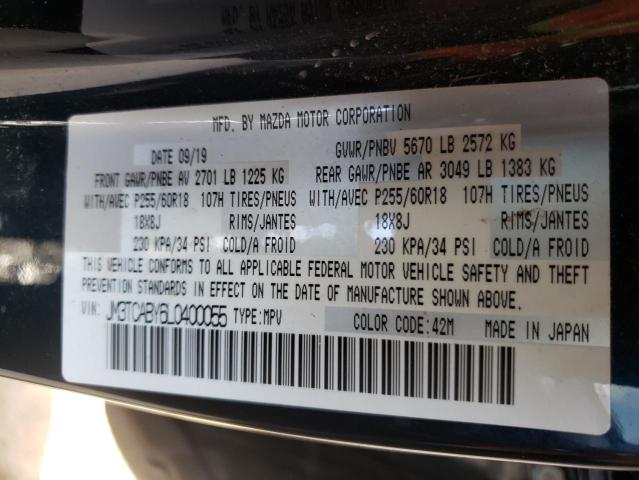 MFD. BY MAZDA MOTOR CORPORATION
DATE 09/19 GVWR/PNBV 5670 LB 2572 KG
FRONT GAWR/PNBE AV 2701 LB 1225 KG REAR GAWR/PNBE AR 3049 LB 1383 KG
WITH/AVEC P255/60R18 107H TIRES/PNEUS WITH/AVEC P255/60R18 107H TIRES/PNEUS
18X8J RIMS/JANTES 18X8J RIMS/JANTES
230 KPA/34 PSI COLD/A FROID 230 KPA/34 PSI COLD/A FROID
THIS VEHICLE CONFORMS TO ALL APPLICABLE FEDERAL MOTOR VEHICLE SAFETY AND THEFT
PREVENTION STANDARDS IN EFFECT ON THE DATE OF MANUFACTURE SHOWN ABOVE.
VIN: JM3TCABY6L0400055 TYPE:MPV COLOR CODE:42M MADE IN JAPAN